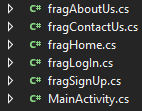 C# fragAboutUs.cs
C# fragContactUs.cs
C# fragHome.cs
C# fragLogIn.cs
C# fragSignUp.cs
C# MainActivity.cs